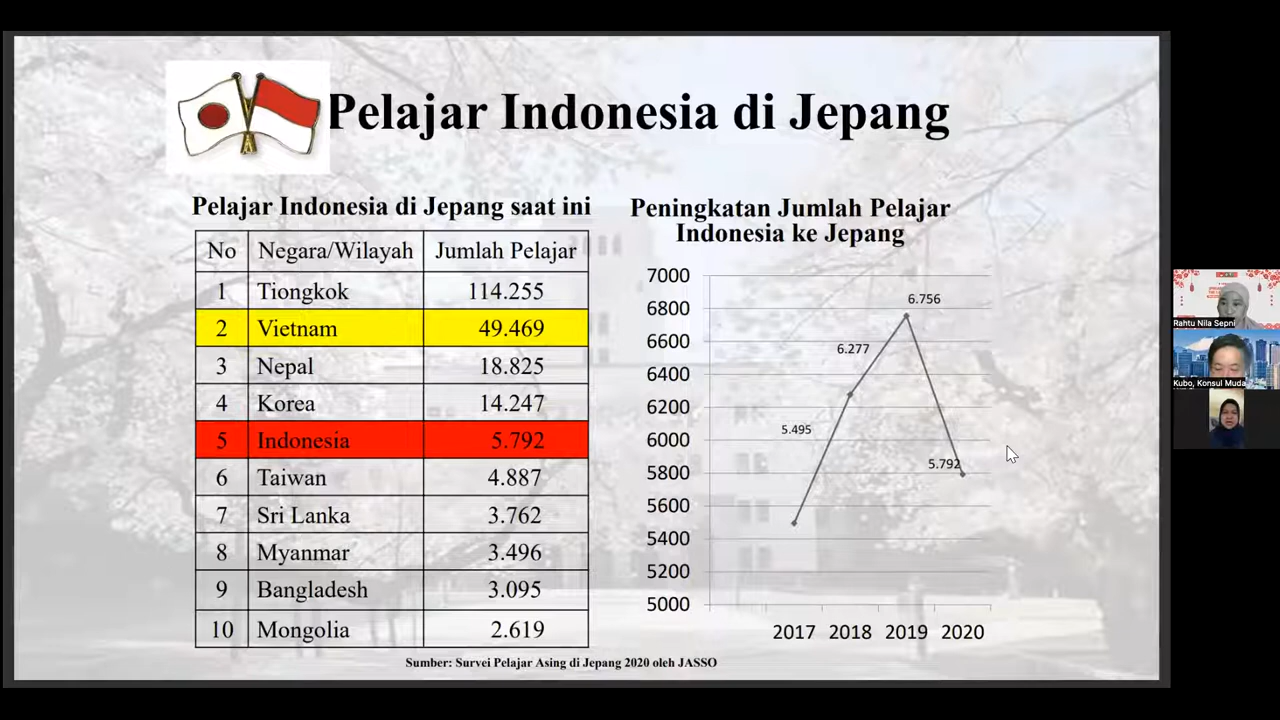 Pelajar Indonesia di Jepang
Pelajar Indonesia di Jepang saat ini
No Negara/Wilayah Jumlah Pelajar
1 Tiongkok 114.255
2 Vietnam 49.469
3 Nepal 18.825
4 Korea 14.247
5 Indonesia 5.792
6 Taiwan 4.887
7 Sri Lanka 3.762
8 Myanmar 3.496
9 Bangladesh 3.095
10 Mongolia 2.619
Peningkatan Jumlah Pelajar
Indonesia ke Jepang
7000
6800
6600
6400
6200
6000
5800
5600
5400
5200
5000
5.495
6.277
6.756
5.792
2017 2018 2019 2020
Sumber: Survei Pelajar Asing di Jepang 2020 oleh JASSO
Rahtu Nila Sepni
Kubo, Konsul Muda